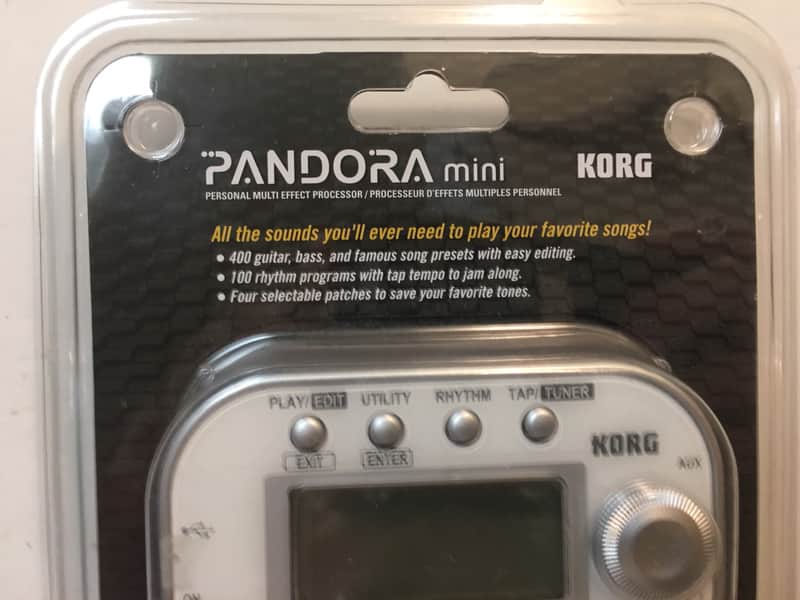 PANDORA mini KORG
PERSONAL MULTI EFFECT PROCESSOR / PROCESSEUR D'EFFETS MULTIPLES PERSONNEL
All the sounds you'll ever need to play your favorite songs!
• 400 guitar, bass, and famous song presets with easy editing.
• 100 rhythm programs with tap tempo to jam along.
• Four selectable patches to save your favorite tones.
PLAY/EDIT UTILITY RHYTHM TAP/TUNER
KORG
EXIT ENTER
AUX
ON